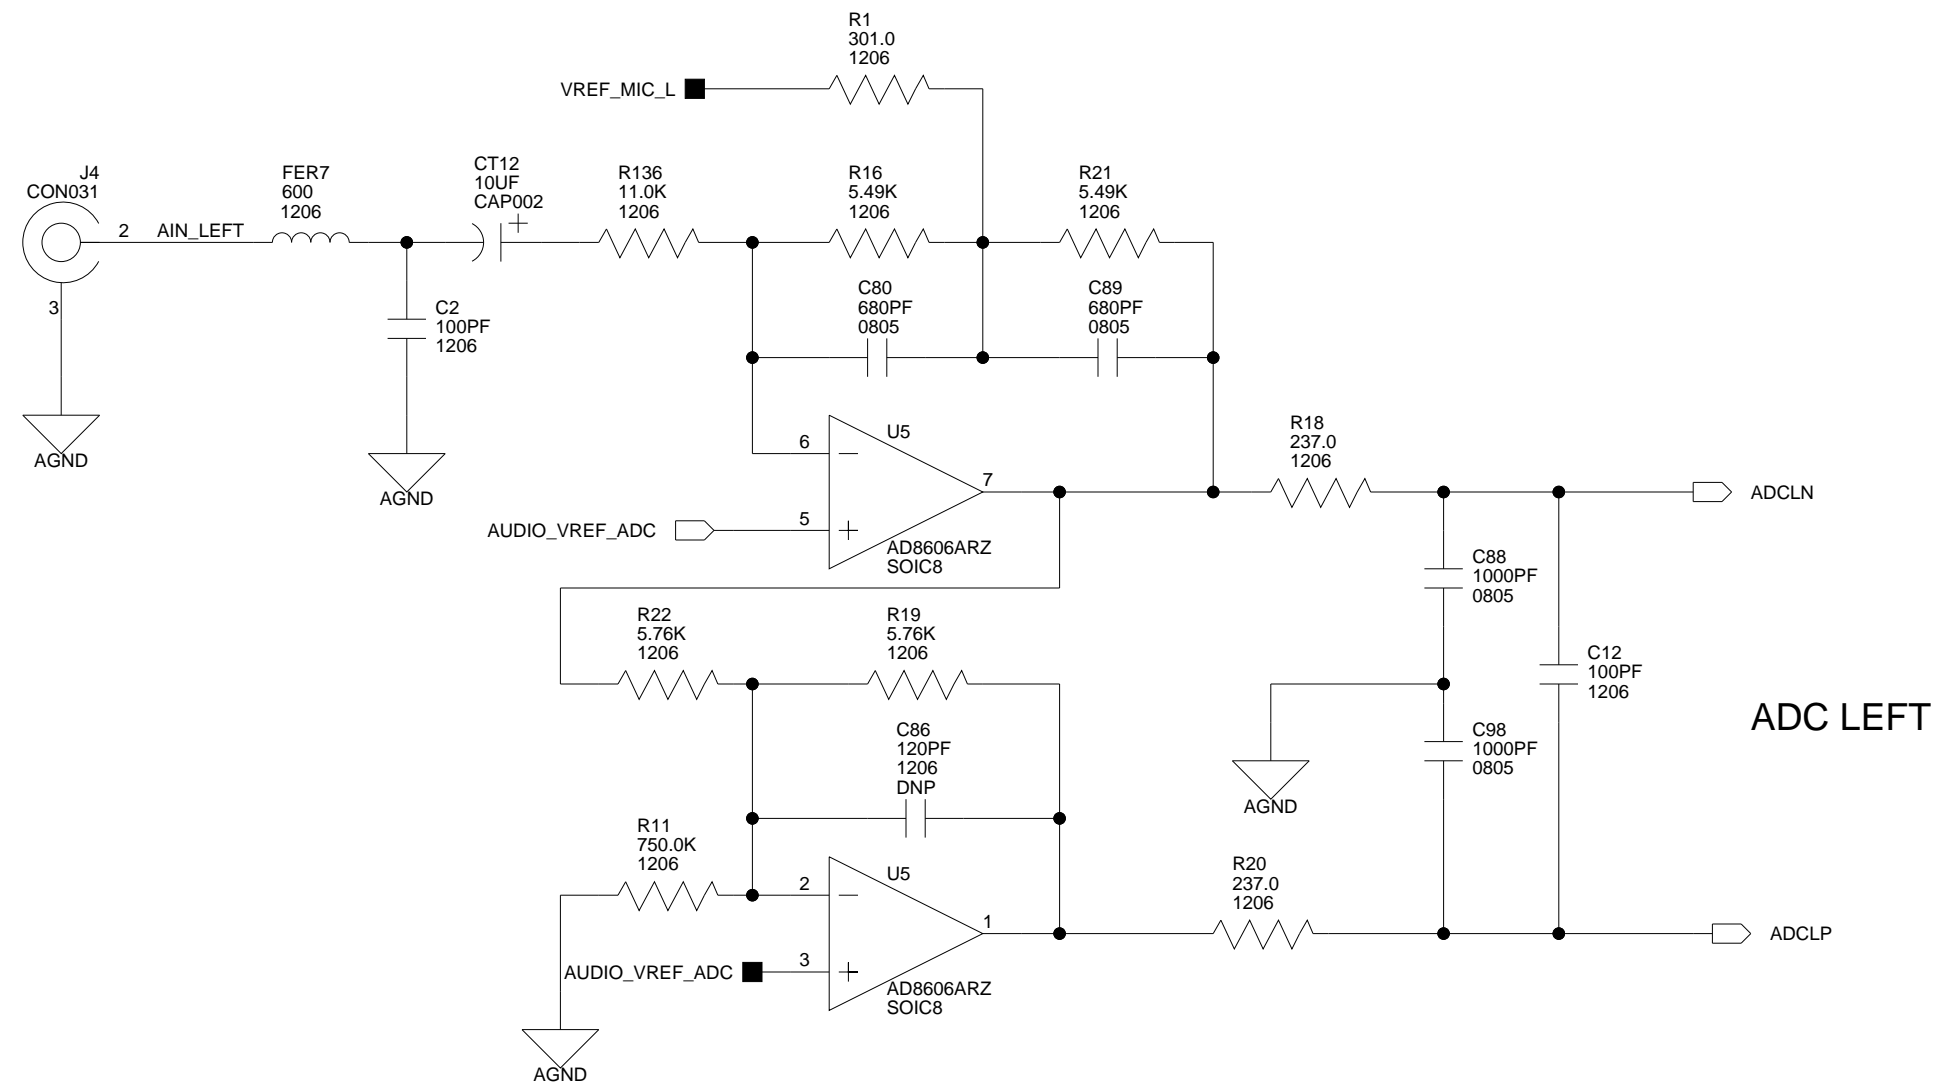 R1
301.0
1206
VREF_MIC_L
J4
CON031
2
AIN_LEFT
3
AGND
FER7
600
1206
C2
100PF
1206
AGND
CT12
10UF
CAP002
+
R136
11.0K
1206
R16
5.49K
1206
R21
5.49K
1206
C80
680PF
0805
C89
680PF
0805
U5
6
−
7
AUDIO_VREF_ADC
5
+
AD8606ARZ
SOIC8
R18
237.0
1206
ADCLN
C88
1000PF
0805
R22
5.76K
1206
R19
5.76K
1206
C12
100PF
1206
ADC LEFT
C86
120PF
1206
DNP
C98
1000PF
0805
AGND
R11
750.0K
1206
U5
2
−
1
AUDIO_VREF_ADC
3
+
AD8606ARZ
SOIC8
R20
237.0
1206
ADCLP
AGND